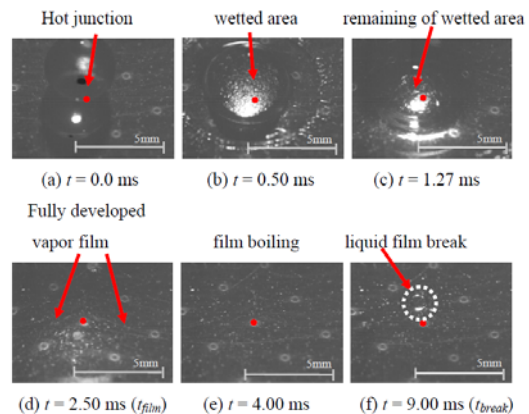 Hot junction
wetted area
remaining of wetted area
5mm
5mm
5mm
(a) t = 0.0 ms
(b) t = 0.50 ms
(c) t = 1.27 ms
Fully developed
vapor film
film boiling
liquid film break
5mm
5mm
5mm
(d) t = 2.50 ms (tfilm)
(e) t = 4.00 ms
(f) t = 9.00 ms (tbreak)